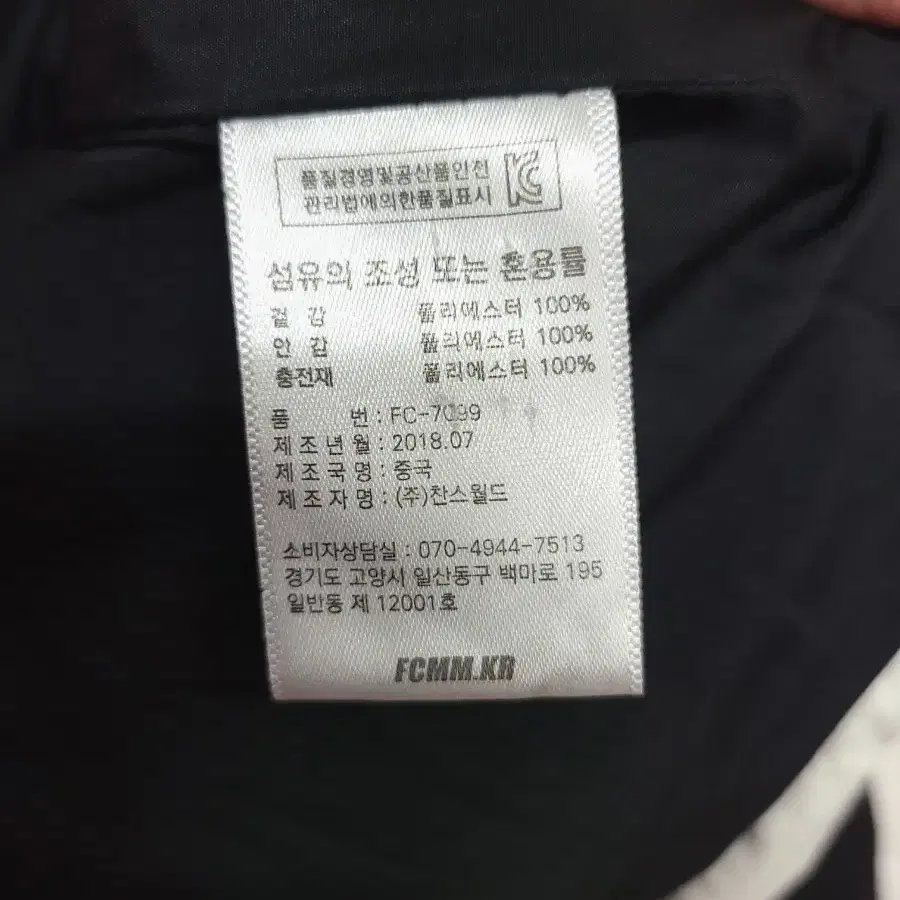 품질경영및공산품안전
관리법에의한품질표시
섬유의 조성 또는 혼용률
겉 감 폴리에스터 100%
안 감 폴리에스터 100%
충전재 폴리에스터 100%
품 번 : FC-7099
제 조 년 월 : 2018.07
제 조 국 명 : 중국
제 조 자 명 : (주)찬스월드
소비자상담실 : 070-4944-7513
경기도 고양시 일산동구 백마로 195
일반동 제 12001호
FCMM.KR